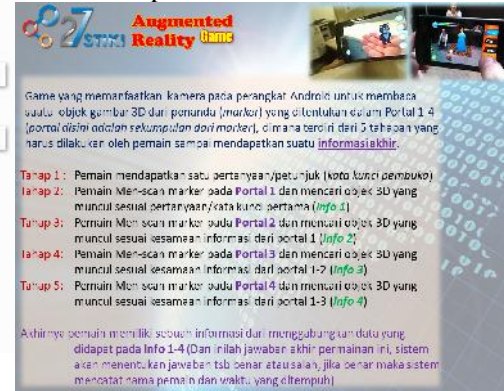 27
STIKI
Augmented
Reality Game
Game yang memanfaatkan kamera pada perangkat Android untuk membaca
suatu objek gambar 3D dari penanda (marker) yang ditentukan dalam Portal 1-4
(portal disini adalah sekumpulan dari marker), dimana terdiri dari 5 tahapan yang
harus dilakukan oleh pemain sampai mendapatkan suatu informasi akhir.
Tahap 1: Pemain mendapatkan satu pertanyaan/petunjuk (kata kunci pembuka)
Tahap 2: Pemain Men-scan marker pada Portal 1 dan mencari objek 3D yang
muncul sesuai pertanyaan/kata kunci pertama (Info 1)
Tahap 3: Pemain Men-scan marker pada Portal 2 dan mencari objek 3D yang
muncul sesuai kesamaan informasi dari portal 1 (Info 2)
Tahap 4: Pemain Men-scan marker pada Portal 3 dan mencari objek 3D yang
muncul sesuai kesamaan informasi dari portal 1-2 (Info 3)
Tahap 5: Pemain Men-scan marker pada Portal 4 dan mencari objek 3D yang
muncul sesuai kesamaan informasi dari portal 1-3 (Info 4)
Akhirnya pemain memiliki sebuah informasi dari menggabungkan data yang
didapat pada Info 1-4 (Dan inilah jawaban akhir permainan ini, sistem
akan menentukan jawaban tsb benar atau salah, jika benar maka sistem
mencatat nama pemain dan waktu yang ditempuh)